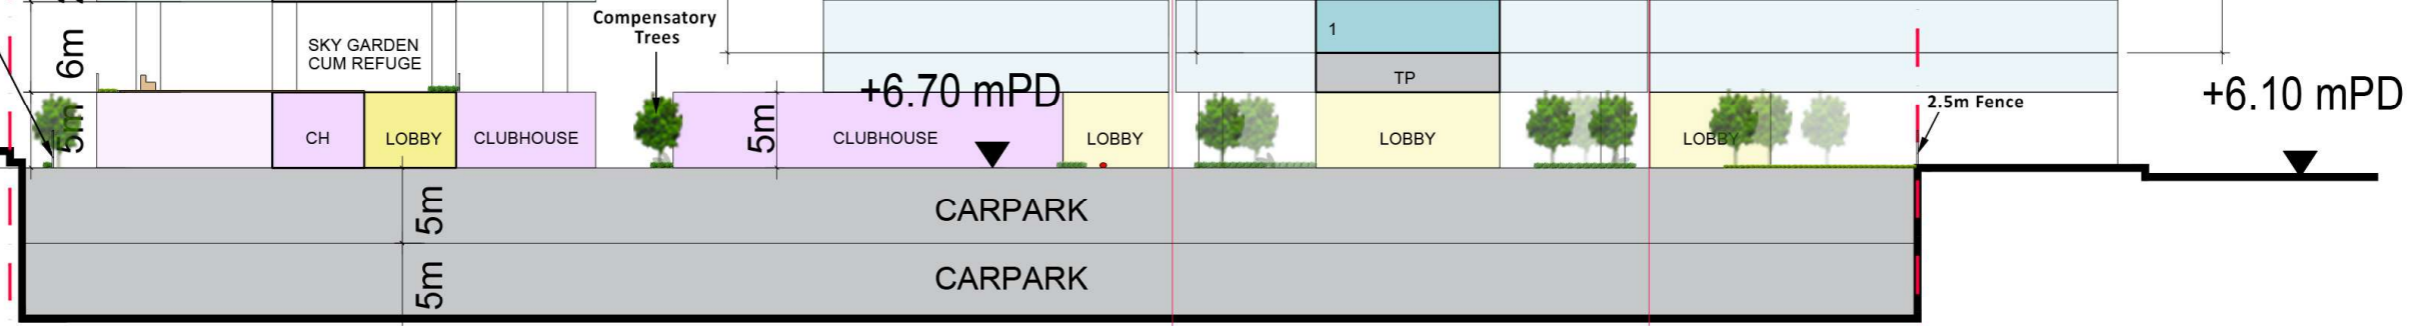 6m
SKY GARDEN
CUM REFUGE
Compensatory
Trees
1
TP
+6.70 mPD
2.5m Fence
+6.10 mPD
5m
CH
LOBBY
CLUBHOUSE
5m
CLUBHOUSE
LOBBY
LOBBY
LOBBY
5m
CARPARK
5m
CARPARK